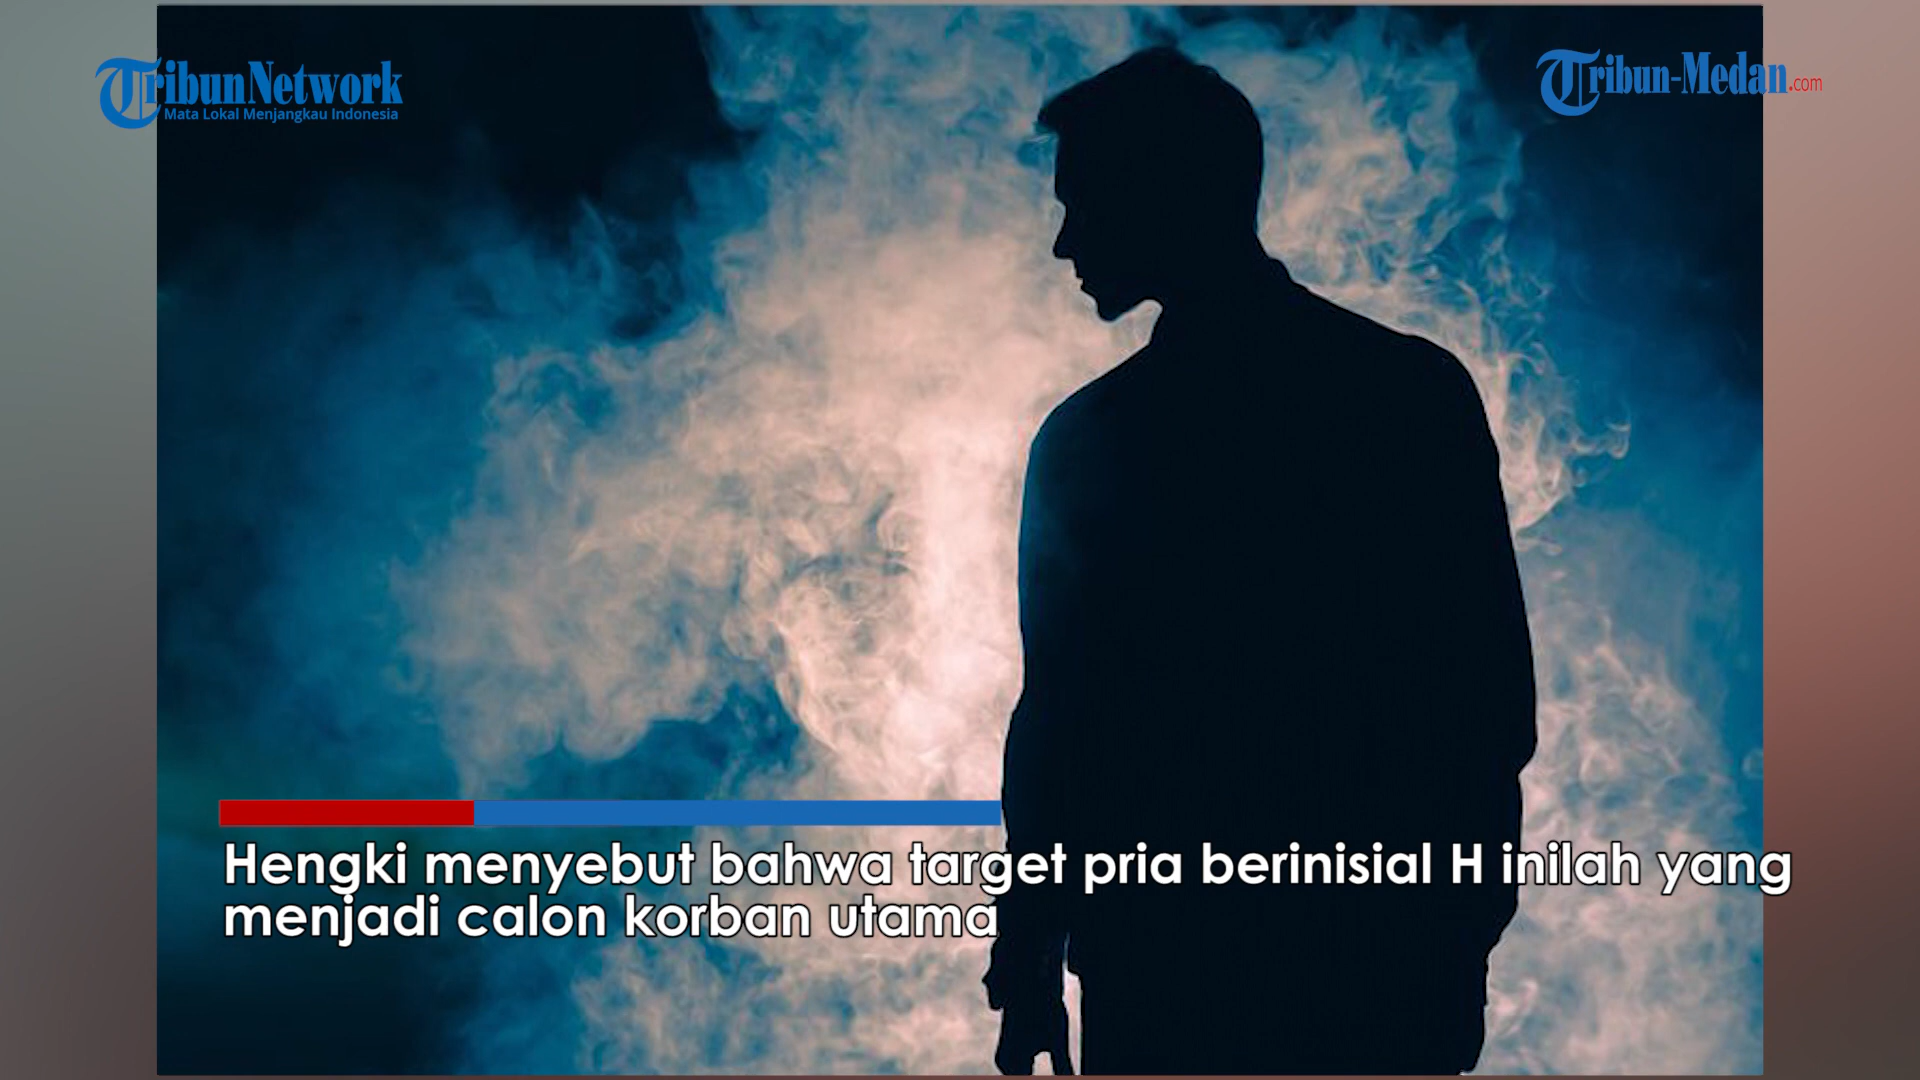 TribunNetwork
Mata Lokal Menjangkau Indonesia
Tribun-Medan.com
Hengki menyebut bahwa target pria berinisial H inilah yang
menjadi calon korban utama